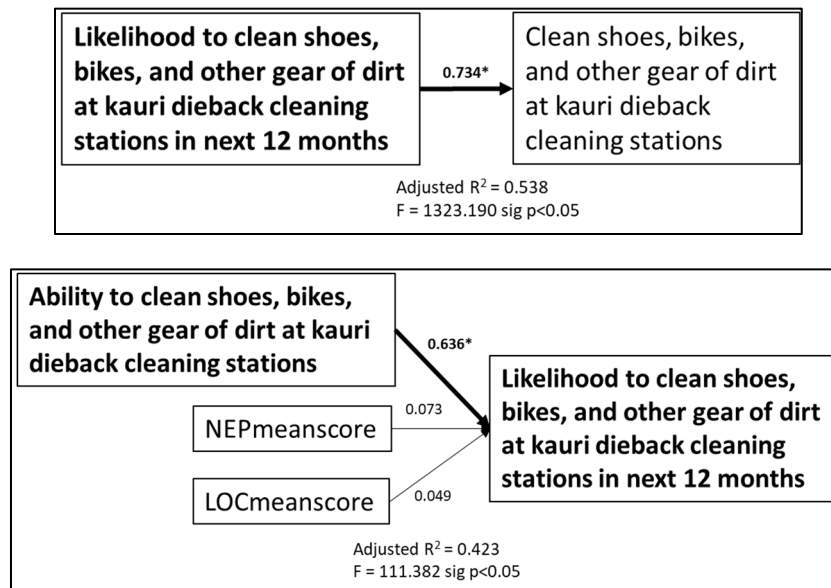 Likelihood to clean shoes,
bikes, and other gear of dirt
at kauri dieback cleaning
stations in next 12 months
0.734*
Clean shoes, bikes,
and other gear of dirt
at kauri dieback
cleaning stations
Adjusted R² = 0.538
F = 1323.190 sig p<0.05
Ability to clean shoes, bikes,
and other gear of dirt at kauri
dieback cleaning stations
0.636*
NEPmeanscore
0.073
LOCmeanscore
0.049
Likelihood to clean shoes,
bikes, and other gear of dirt
at kauri dieback cleaning
stations in next 12 months
Adjusted R² = 0.423
F = 111.382 sig p<0.05